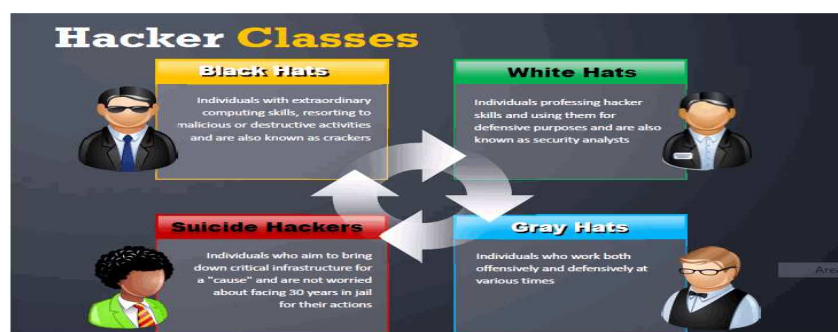 Hacker Classes
Black Hats
Individuals with extraordinary
computing skills, resorting to
malicious or destructive activities
and are also known as crackers
White Hats
Individuals professing hacker
skills and using them for
defensive purposes and are also
known as security analysts
Suicide Hackers
Individuals who aim to bring
down critical infrastructure for
a "cause" and are not worried
about facing 30 years in jail
for their actions
Gray Hats
Individuals who work both
offensively and defensively at
various times